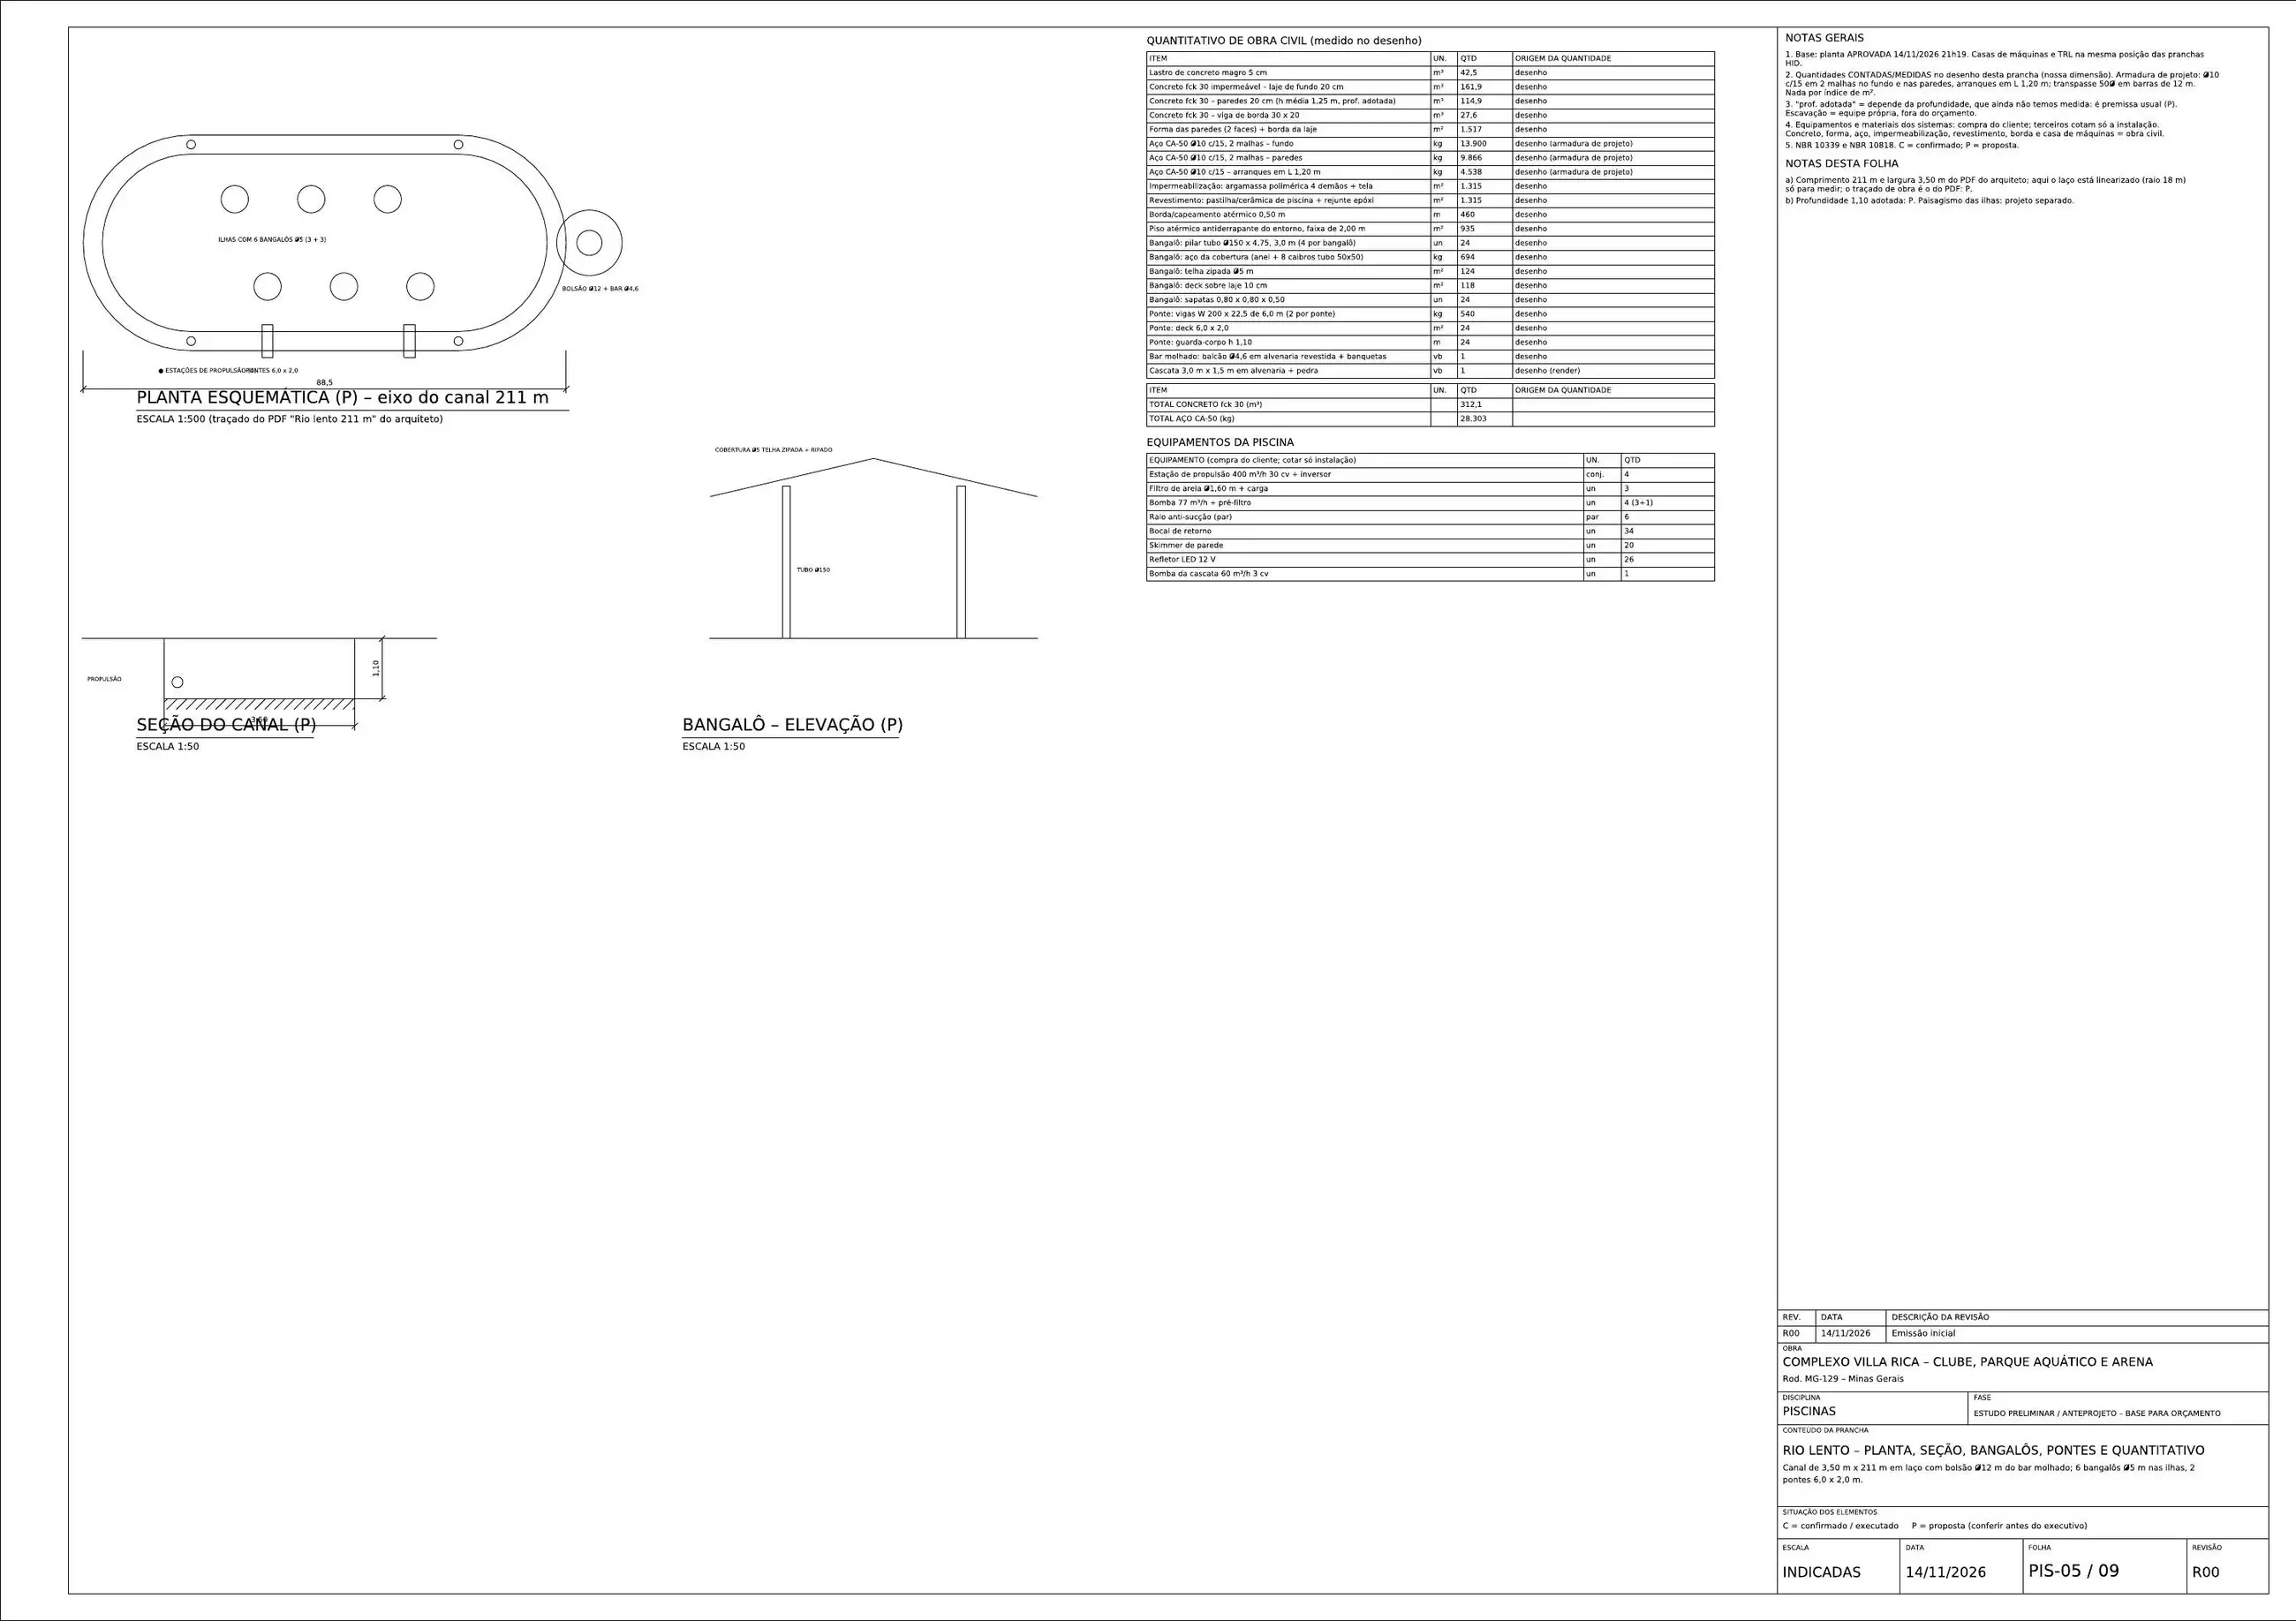 ILHAS COM 6 BANGALÔS Ø5 (3 + 3)
BOLSÃO Ø12 + BAR Ø4,6
● ESTAÇÕES DE PROPULSÃO
PONTES 6,0 x 2,0
88,5
PLANTA ESQUEMÁTICA (P) – eixo do canal 211 m
ESCALA 1:500 (traçado do PDF "Rio lento 211 m" do arquiteto)
PROPULSÃO
1,10
3,50
SEÇÃO DO CANAL (P)
ESCALA 1:50
COBERTURA Ø5 TELHA ZIPADA + RIPADO
TUBO Ø150
BANGALÔ – ELEVAÇÃO (P)
ESCALA 1:50
QUANTITATIVO DE OBRA CIVIL (medido no desenho)
ITEM UN. QTD ORIGEM DA QUANTIDADE
Lastro de concreto magro 5 cm m³ 42,5 desenho
Concreto fck 30 impermeável – laje de fundo 20 cm m³ 161,9 desenho
Concreto fck 30 – paredes 20 cm (h média 1,25 m, prof. adotada) m³ 114,9 desenho
Concreto fck 30 – viga de borda 30 x 20 m³ 27,6 desenho
Forma das paredes (2 faces) + borda da laje m² 1.517 desenho
Aço CA-50 Ø10 c/15, 2 malhas – fundo kg 13.900 desenho (armadura de projeto)
Aço CA-50 Ø10 c/15, 2 malhas – paredes kg 9.866 desenho (armadura de projeto)
Aço CA-50 Ø10 c/15 – arranques em L 1,20 m kg 4.538 desenho (armadura de projeto)
Impermeabilização: argamassa polimérica 4 demãos + tela m² 1.315 desenho
Revestimento: pastilha/cerâmica de piscina + rejunte epóxi m² 1.315 desenho
Borda/capeamento atérmico 0,50 m m 460 desenho
Piso atérmico antiderrapante do entorno, faixa de 2,00 m m² 935 desenho
Bangalô: pilar tubo Ø150 x 4,75, 3,0 m (4 por bangalô) un 24 desenho
Bangalô: aço da cobertura (anel + 8 caibros tubo 50x50) kg 694 desenho
Bangalô: telha zipada Ø5 m m² 124 desenho
Bangalô: deck sobre laje 10 cm m² 118 desenho
Bangalô: sapatas 0,80 x 0,80 x 0,50 un 24 desenho
Ponte: vigas W 200 x 22,5 de 6,0 m (2 por ponte) kg 540 desenho
Ponte: deck 6,0 x 2,0 m² 24 desenho
Ponte: guarda-corpo h 1,10 m 24 desenho
Bar molhado: balcão Ø4,6 em alvenaria revestida + banquetas vb 1 desenho
Cascata 3,0 m x 1,5 m em alvenaria + pedra vb 1 desenho (render)
ITEM UN. QTD ORIGEM DA QUANTIDADE
TOTAL CONCRETO fck 30 (m³) 312,1
TOTAL AÇO CA-50 (kg) 28.303
EQUIPAMENTOS DA PISCINA
EQUIPAMENTO (compra do cliente; cotar só instalação) UN. QTD
Estação de propulsão 400 m³/h 30 cv + inversor conj. 4
Filtro de areia Ø1,60 m + carga un 3
Bomba 77 m³/h + pré-filtro un 4 (3+1)
Ralo anti-sucção (par) par 6
Bocal de retorno un 34
Skimmer de parede un 20
Refletor LED 12 V un 26
Bomba da cascata 60 m³/h 3 cv un 1
NOTAS GERAIS
1. Base: planta APROVADA 14/11/2026 21h19. Casas de máquinas e TRL na mesma posição das pranchas
HID.
2. Quantidades CONTADAS/MEDIDAS no desenho desta prancha (nossa dimensão). Armadura de projeto: Ø10
c/15 em 2 malhas no fundo e nas paredes, arranques em L 1,20 m; transpasse 50Ø em barras de 12 m.
Nada por índice de m².
3. "prof. adotada" = depende da profundidade, que ainda não temos medida: é premissa usual (P).
Escavação = equipe própria, fora do orçamento.
4. Equipamentos e materiais dos sistemas: compra do cliente; terceiros cotam só a instalação.
Concreto, forma, aço, impermeabilização, revestimento, borda e casa de máquinas = obra civil.
5. NBR 10339 e NBR 10818. C = confirmado; P = proposta.
NOTAS DESTA FOLHA
a) Comprimento 211 m e largura 3,50 m do PDF do arquiteto; aqui o laço está linearizado (raio 18 m)
só para medir; o traçado de obra é o do PDF: P.
b) Profundidade 1,10 adotada: P. Paisagismo das ilhas: projeto separado.
REV. DATA DESCRIÇÃO DA REVISÃO
R00 14/11/2026 Emissão inicial
OBRA
COMPLEXO VILLA RICA – CLUBE, PARQUE AQUÁTICO E ARENA
Rod. MG-129 – Minas Gerais
DISCIPLINA
PISCINAS
FASE
ESTUDO PRELIMINAR / ANTEPROJETO – BASE PARA ORÇAMENTO
CONTEÚDO DA PRANCHA
RIO LENTO – PLANTA, SEÇÃO, BANGALÔS, PONTES E QUANTITATIVO
Canal de 3,50 m x 211 m em laço com bolsão Ø12 m do bar molhado; 6 bangalôs Ø5 m nas ilhas, 2
pontes 6,0 x 2,0 m.
SITUAÇÃO DOS ELEMENTOS
C = confirmado / executado P = proposta (conferir antes do executivo)
ESCALA DATA FOLHA REVISÃO
INDICADAS 14/11/2026 PIS-05 / 09 R00